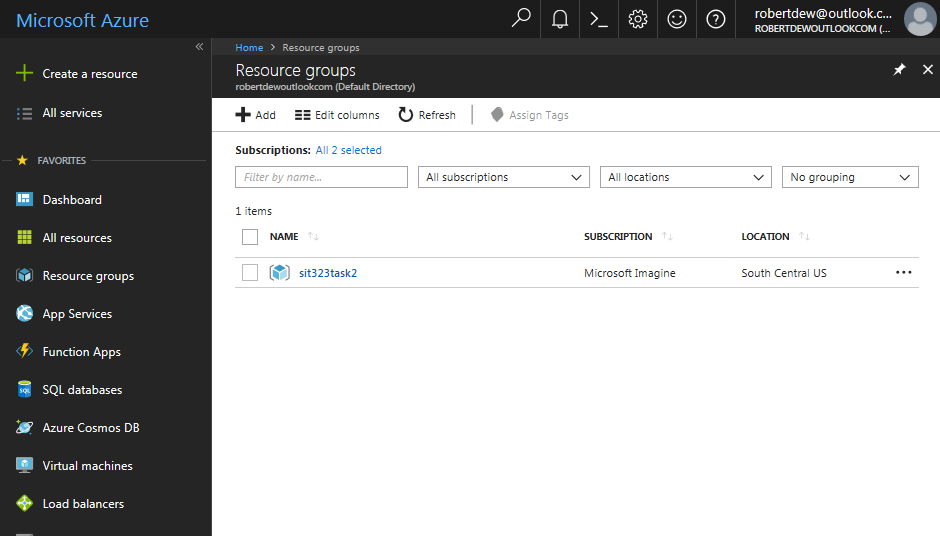 Microsoft Azure
robertdew@outlook.c...
ROBERTDEWOUTLOOKCOM (...
Create a resource
All services
FAVORITES
Dashboard
All resources
Resource groups
App Services
Function Apps
SQL
SQL databases
Azure Cosmos DB
Virtual machines
Load balancers
Home > Resource groups
Resource groups
robertdewoutlookcom (Default Directory)
Add Edit columns Refresh Assign Tags
Subscriptions: All 2 selected
Filter by name... All subscriptions All locations No grouping
1 items
NAME SUBSCRIPTION LOCATION
sit323task2 Microsoft Imagine South Central US